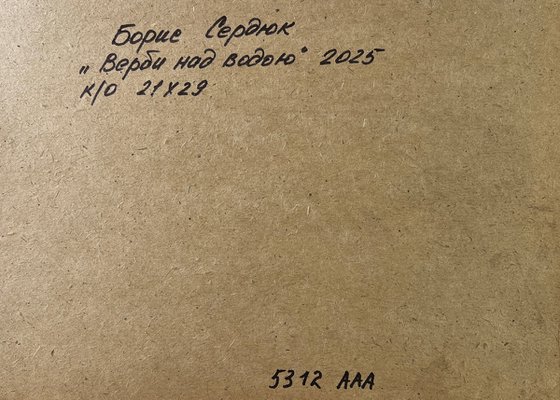 Борис Сердюк
„Верби над водою" 2025
к/о 21х29
5312 ААА